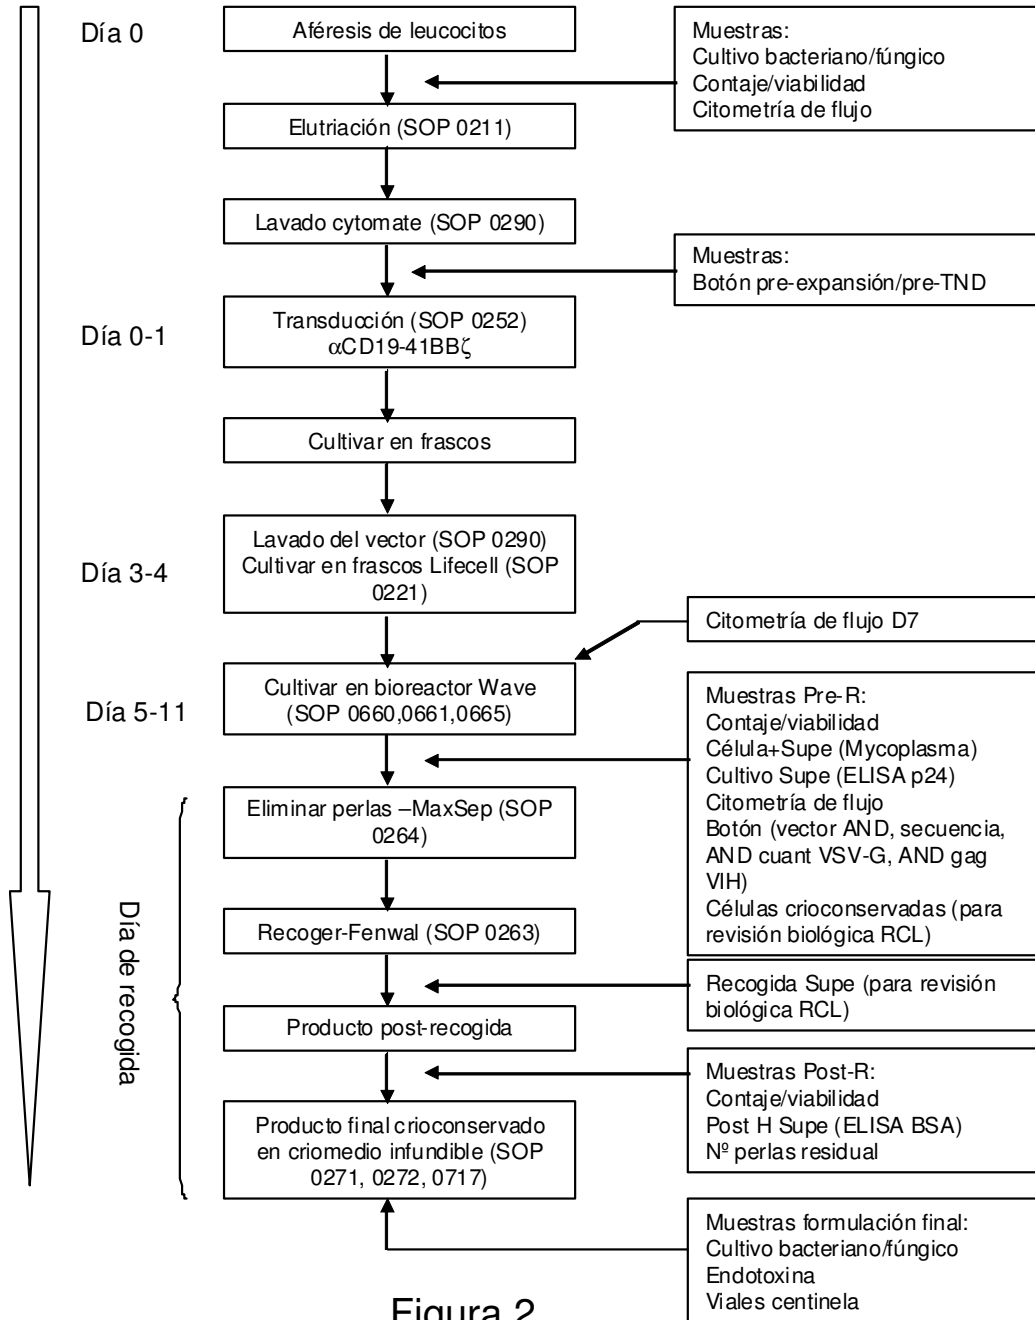 Día 0
Aféresis de leucocitos
Muestras:
Cultivo bacteriano/fúngico
Contaje/viabilidad
Citometría de flujo
Elutriación (SOP 0211)
Lavado cytomate (SOP 0290)
Muestras:
Botón pre-expansión/pre-TND
Día 0-1
Transducción (SOP 0252)
αCD19-41BBζ
Cultivar en frascos
Día 3-4
Lavado del vector (SOP 0290)
Cultivar en frascos Lifecell (SOP
0221)
Citometría de flujo D7
Día 5-11
Cultivar en bioreactor Wave
(SOP 0660,0661,0665)
Muestras Pre-R:
Contaje/viabilidad
Célula+Supe (Mycoplasma)
Cultivo Supe (ELISA p24)
Citometría de flujo
Botón (vector AND, secuencia,
AND cuant VSV-G, AND gag
VIH)
Células crioconservadas (para
revisión biológica RCL)
Día de recogida
Eliminar perlas –MaxSep (SOP
0264)
Recoger-Fenwal (SOP 0263)
Recogida Supe (para revisión
biológica RCL)
Producto post-recogida
Muestras Post-R:
Contaje/viabilidad
Post H Supe (ELISA BSA)
Nº perlas residual
Producto final crioconservado
en criomedio infundible (SOP
0271, 0272, 0717)
Muestras formulación final:
Cultivo bacteriano/fúngico
Endotoxina
Viales centinela
Figura 2